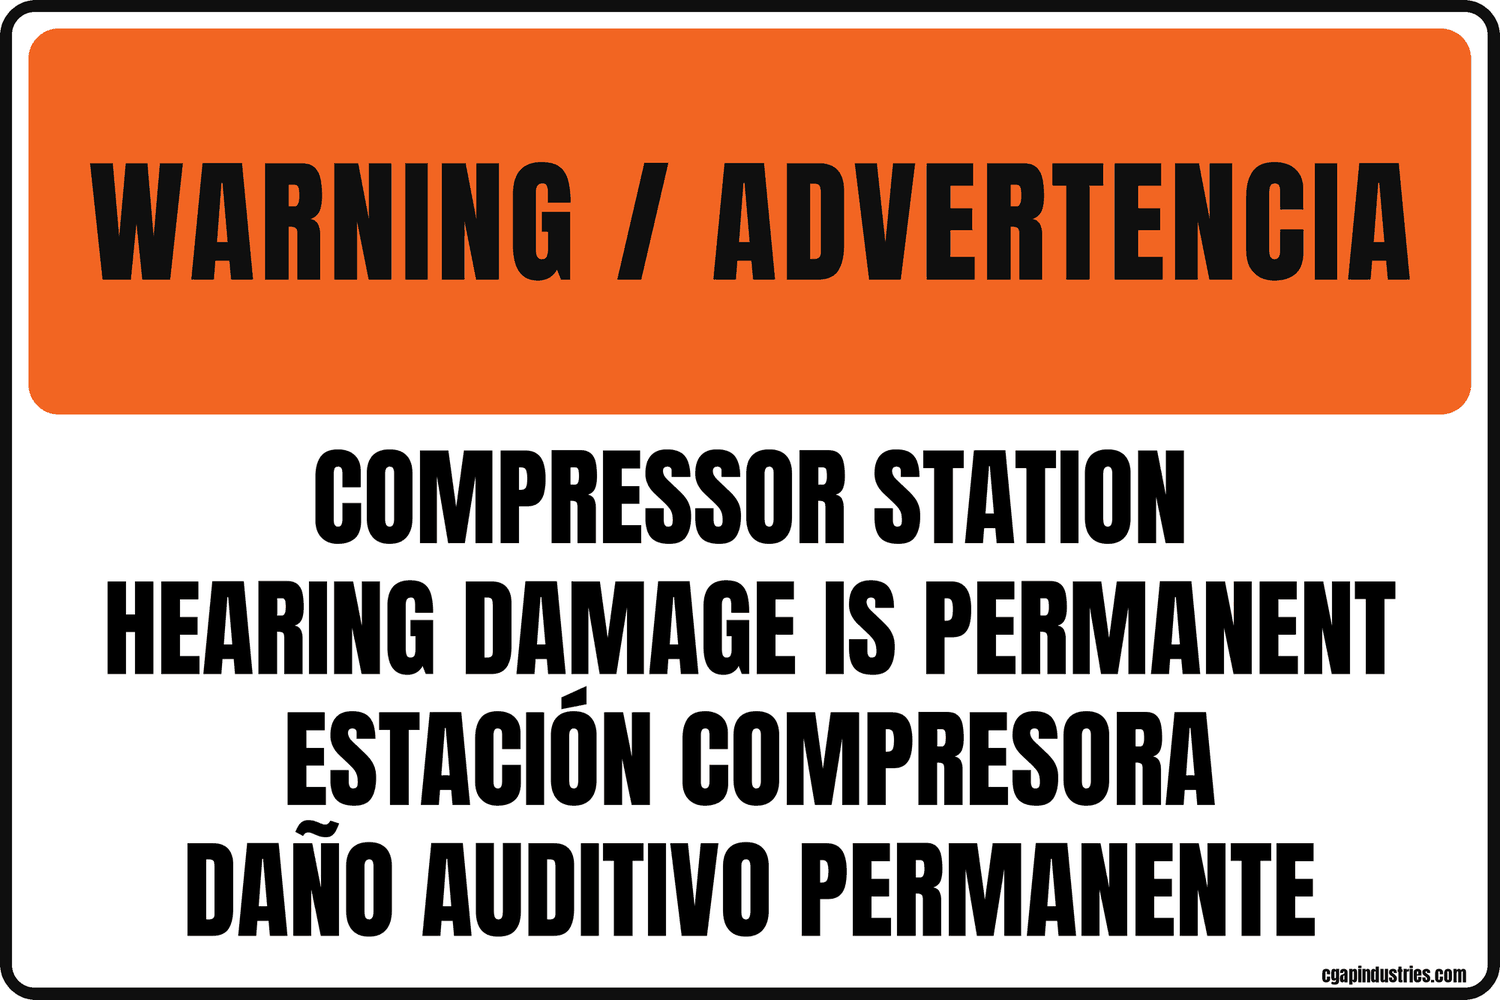 WARNING / ADVERTENCIA
COMPRESSOR STATION
HEARING DAMAGE IS PERMANENT
ESTACIÓN COMPRESORA
DAÑO AUDITIVO PERMANENTE
cgapindustries.com